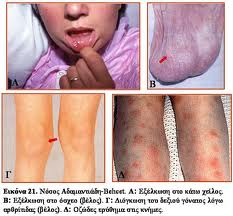 Α
Β
Γ
Δ
Εικόνα 21. Νόσος Αδαμαντιάδη-Behcet. Α: Εξέλκωση στο κάτω χείλος.
Β: Εξέλκωση στο όσχεο (βέλος). Γ: Διόγκωση του δεξιού γόνατος λόγω
αρθρίτιδας (βέλος). Δ: Οζώδες ερύθημα στις κνήμες.